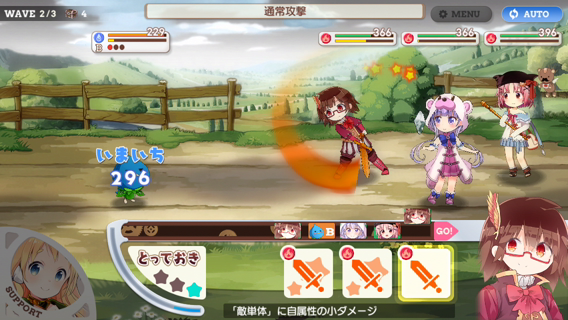 WAVE 2/3 4
通常攻撃
MENU
AUTO
229
B
366
366
396
いまいち
296
B
GO!
とっておき
SUPPORT
「敵単体」に自属性の小ダメージ